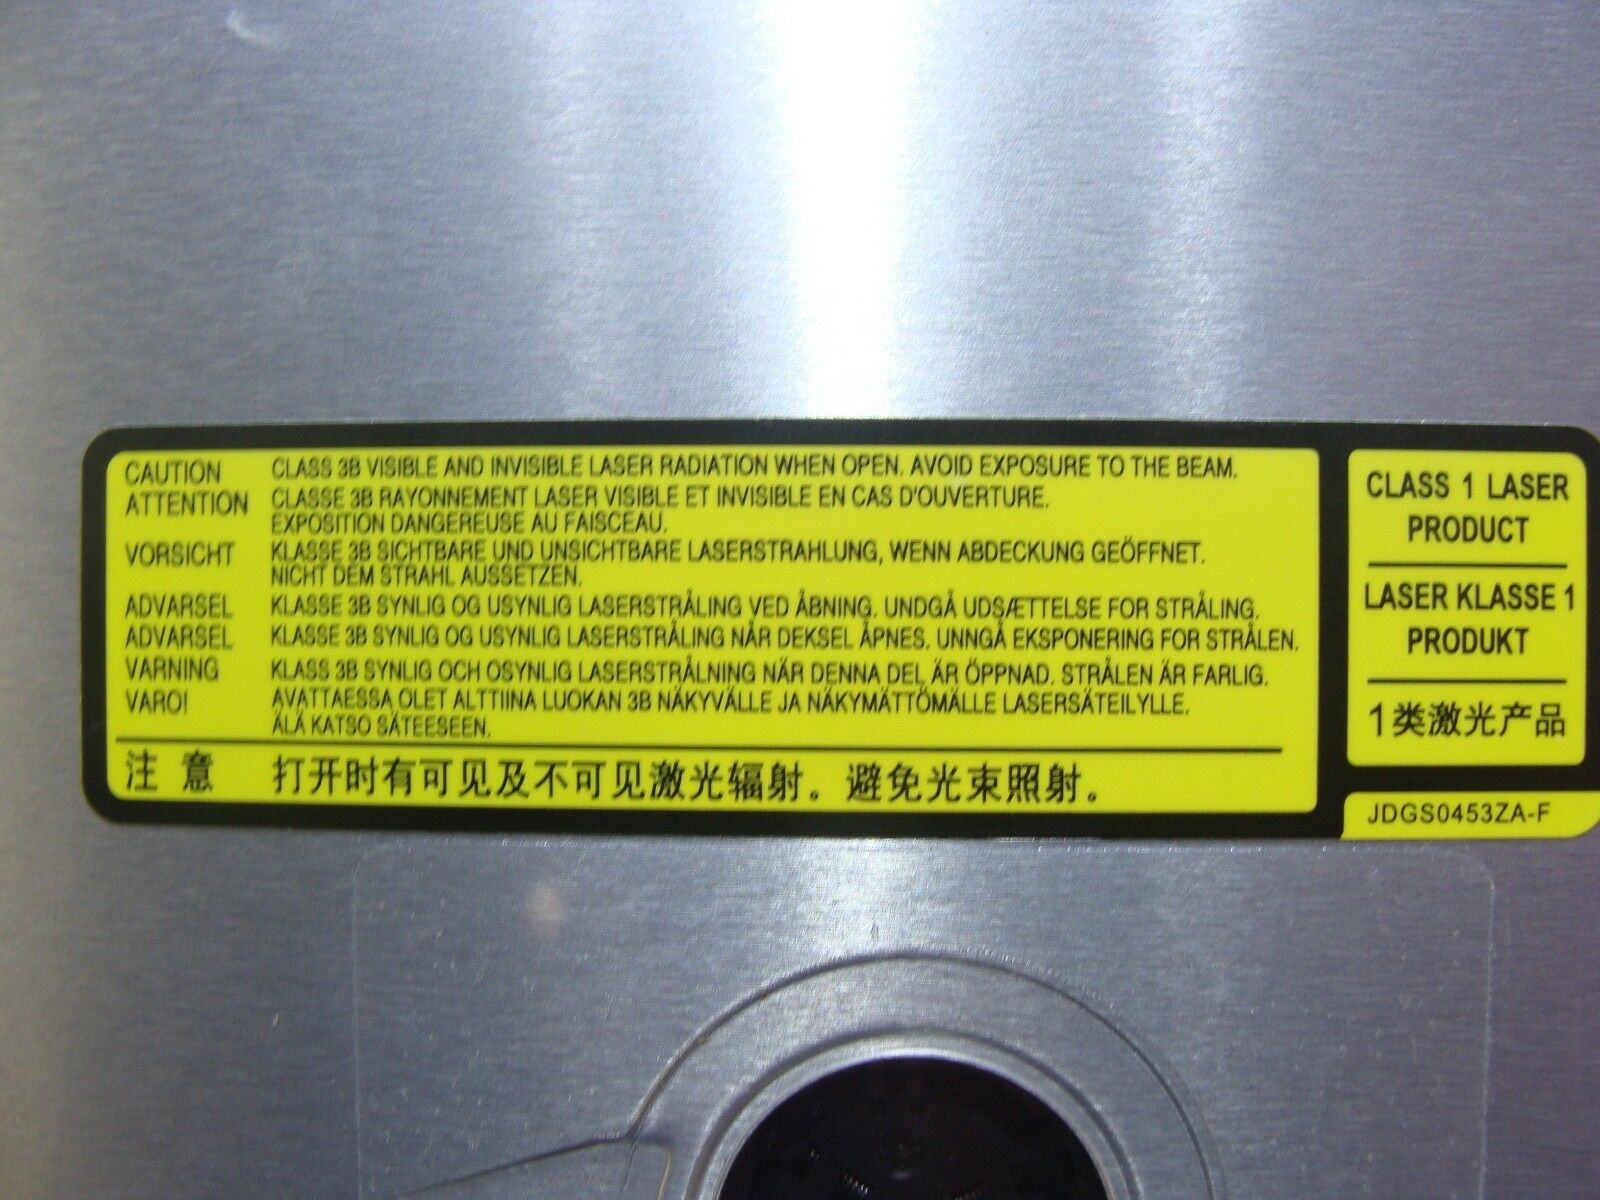 CAUTION CLASS 3B VISIBLE AND INVISIBLE LASER RADIATION WHEN OPEN. AVOID EXPOSURE TO THE BEAM.
ATTENTION CLASSE 3B RAYONNEMENT LASER VISIBLE ET INVISIBLE EN CAS D'OUVERTURE.
EXPOSITION DANGEREUSE AU FAISCEAU.
VORSICHT KLASSE 3B SICHTBARE UND UNSICHTBARE LASERSTRAHLUNG, WENN ABDECKUNG GEÖFFNET.
NICHT DEM STRAHL AUSSETZEN.
ADVARSEL KLASSE 3B SYNLIG OG USYNLIG LASERSTRÅLING VED ÅBNING. UNDGÅ UDSÆTTELSE FOR STRÅLING.
ADVARSEL KLASSE 3B SYNLIG OG USYNLIG LASERSTRÅLING NÅR DEKSEL ÅPNES. UNNGÅ EKSPONERING FOR STRÅLEN.
VARNING KLASS 3B SYNLIG OCH OSYNLIG LASERSTRÅLNING NÄR DENNA DEL ÄR ÖPPNAD. STRÅLEN ÄR FARLIG.
VARO! AVATTAESSA OLET ALTTIINA LUOKAN 3B NÄKYVÄLLE JA NÄKYMÄTTÖMÄLLE LASERSÄTEILYLLE.
ÄLÄ KATSO SÄTEESEEN.
注意 打开时有可见及不可见激光辐射。避免光束照射。
CLASS 1 LASER
PRODUCT
LASER KLASSE 1
PRODUKT
1类激光产品
JDGS0453ZA-F